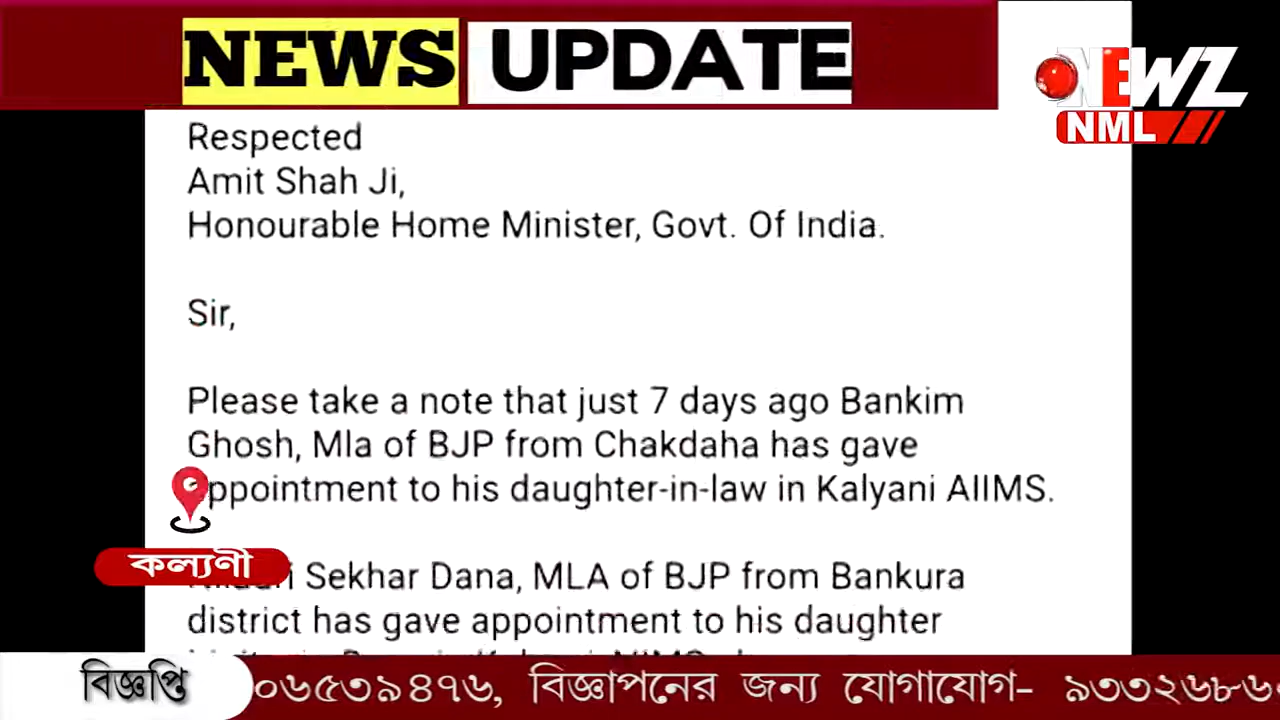 NEWS UPDATE
NEWZ
NML
Respected
Amit Shah Ji,
Honourable Home Minister, Govt. Of India.
Sir,
Please take a note that just 7 days ago Bankim
Ghosh, Mla of BJP from Chakdaha has gave
appointment to his daughter-in-law in Kalyani AIIMS.
কল্যণী
Sekhar Dana, MLA of BJP from Bankura
district has gave appointment to his daughter
বিজ্ঞপ্তি
০৬৫৩৯৪৭৬, বিজ্ঞাপনের জন্য যোগাযোগ- ৯৩৩২৬৮৬